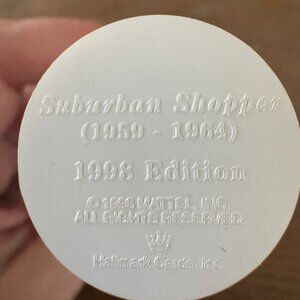 Suburban Shopper
(1959 - 1964)
1998 Edition
© 1998 MATTEL, INC.
ALL RIGHTS RESERVED
Hallmark Cards, Inc.